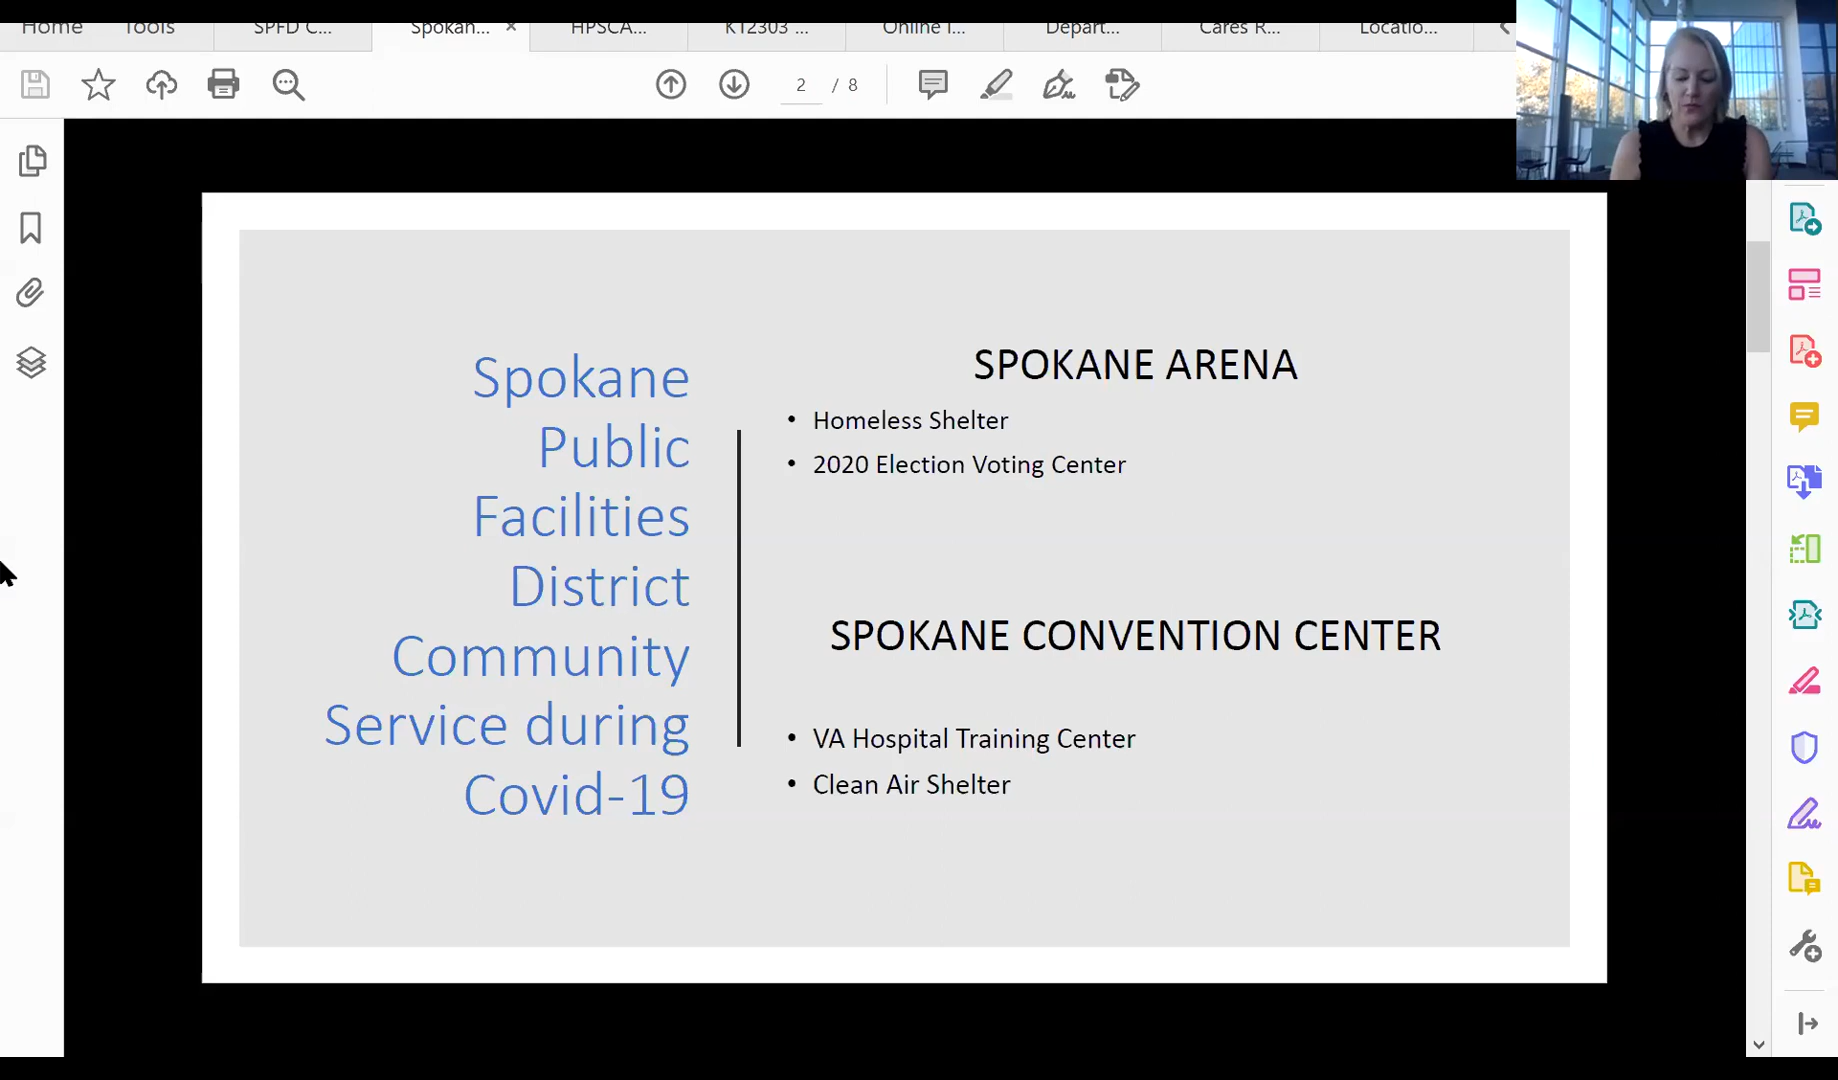 Home Tools SPFD C... Spokan... × HPSCA... KT2303 ... Online I... Depart... Cares R... Locatio...
2 / 8
Spokane
Public
Facilities
District
Community
Service during
Covid-19
SPOKANE ARENA
• Homeless Shelter
• 2020 Election Voting Center
SPOKANE CONVENTION CENTER
• VA Hospital Training Center
• Clean Air Shelter